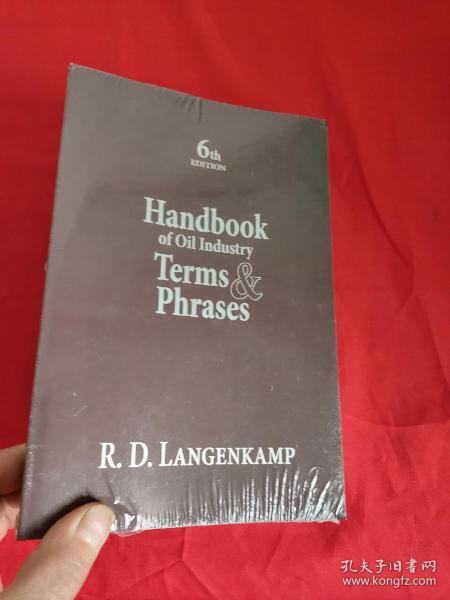 6th
EDITION
Handbook
of Oil Industry
Terms &
Phrases
R. D. LANGENKAMP
孔夫子旧书网
www.kongfz.com